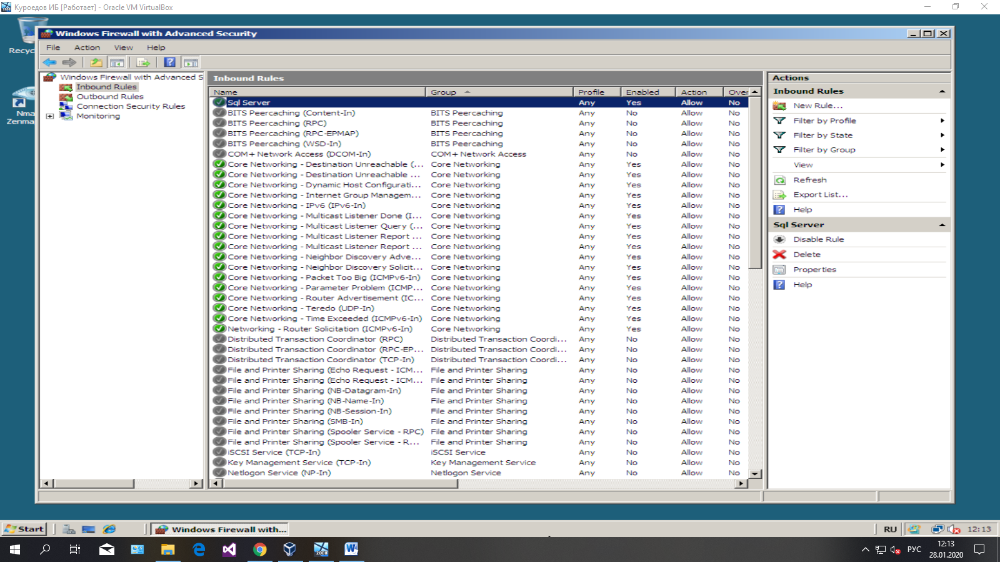 Куроедов ИБ [Работает] - Oracle VM VirtualBox
Recyc
Nma
Zenma
Windows Firewall with Advanced Security
File Action View Help
Windows Firewall with Advanced S
Inbound Rules
Outbound Rules
Connection Security Rules
Monitoring
Inbound Rules
Name Group Profile Enabled Action Over
Sql Server Any Yes Allow No
BITS Peercaching (Content-In) BITS Peercaching Any No Allow No
BITS Peercaching (RPC) BITS Peercaching Any No Allow No
BITS Peercaching (RPC-EPMAP) BITS Peercaching Any No Allow No
BITS Peercaching (WSD-In) BITS Peercaching Any No Allow No
COM+ Network Access (DCOM-In) COM+ Network Access Any No Allow No
Core Networking - Destination Unreachable (... Core Networking Any Yes Allow No
Core Networking - Destination Unreachable ... Core Networking Any Yes Allow No
Core Networking - Dynamic Host Configurati... Core Networking Any Yes Allow No
Core Networking - Internet Group Managem... Core Networking Any Yes Allow No
Core Networking - IPv6 (IPv6-In) Core Networking Any Yes Allow No
Core Networking - Multicast Listener Done (I... Core Networking Any Yes Allow No
Core Networking - Multicast Listener Query (... Core Networking Any Yes Allow No
Core Networking - Multicast Listener Report ... Core Networking Any Yes Allow No
Core Networking - Multicast Listener Report ... Core Networking Any Yes Allow No
Core Networking - Neighbor Discovery Adve... Core Networking Any Yes Allow No
Core Networking - Neighbor Discovery Solicit... Core Networking Any Yes Allow No
Core Networking - Packet Too Big (ICMPv6-In) Core Networking Any Yes Allow No
Core Networking - Parameter Problem (ICMP... Core Networking Any Yes Allow No
Core Networking - Router Advertisement (IC... Core Networking Any Yes Allow No
Core Networking - Teredo (UDP-In) Core Networking Any Yes Allow No
Core Networking - Time Exceeded (ICMPv6-In) Core Networking Any Yes Allow No
Networking - Router Solicitation (ICMPv6-In) Core Networking Any Yes Allow No
Distributed Transaction Coordinator (RPC) Distributed Transaction Coordi... Any No Allow No
Distributed Transaction Coordinator (RPC-EP... Distributed Transaction Coordi... Any No Allow No
Distributed Transaction Coordinator (TCP-In) Distributed Transaction Coordi... Any No Allow No
File and Printer Sharing (Echo Request - ICM... File and Printer Sharing Any No Allow No
File and Printer Sharing (Echo Request - ICM... File and Printer Sharing Any No Allow No
File and Printer Sharing (NB-Datagram-In) File and Printer Sharing Any No Allow No
File and Printer Sharing (NB-Name-In) File and Printer Sharing Any No Allow No
File and Printer Sharing (NB-Session-In) File and Printer Sharing Any No Allow No
File and Printer Sharing (SMB-In) File and Printer Sharing Any No Allow No
File and Printer Sharing (Spooler Service - RPC) File and Printer Sharing Any No Allow No
File and Printer Sharing (Spooler Service - R... File and Printer Sharing Any No Allow No
iSCSI Service (TCP-In) iSCSI Service Any No Allow No
Key Management Service (TCP-In) Key Management Service Any No Allow No
Netlogon Service (NP-In) Netlogon Service Any No Allow No
Actions
Inbound Rules
New Rule...
Filter by Profile
Filter by State
Filter by Group
View
Refresh
Export List...
Help
Sql Server
Disable Rule
Delete
Properties
Help
Start
Windows Firewall with...
RU
12:13
2008
РУС
12:13
28.01.2020